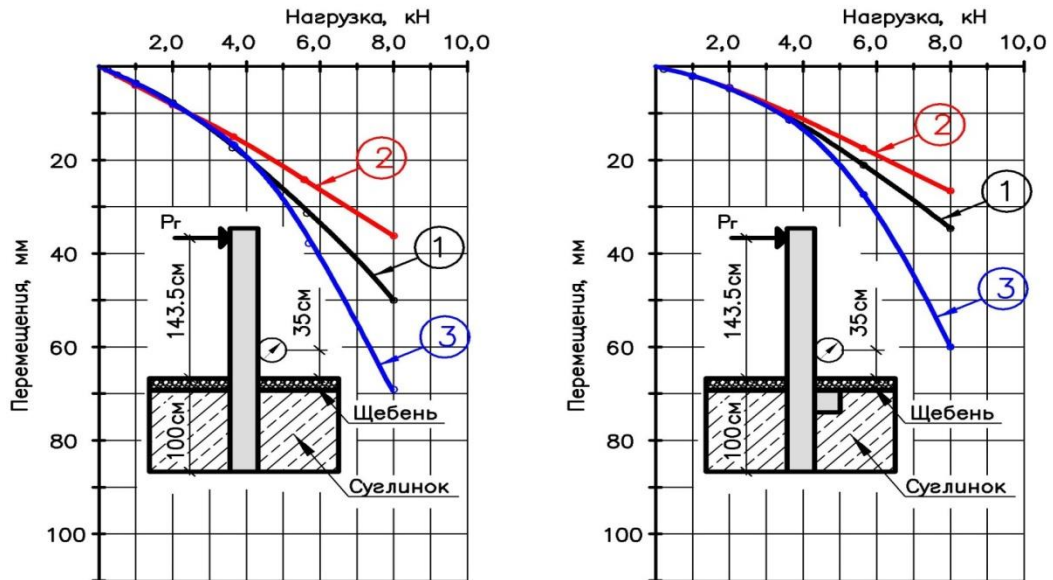 Нагрузка, кН
2,0 4,0 6,0 8,0 10,0
Перемещения, мм
20
40
60
80
100
2
1
3
Рг
143.5см
35см
100см
Щебень
Суглинок
Нагрузка, кН
2,0 4,0 6,0 8,0 10,0
Перемещения, мм
20
40
60
80
100
2
1
3
Рг
143.5см
35см
100см
Щебень
Суглинок